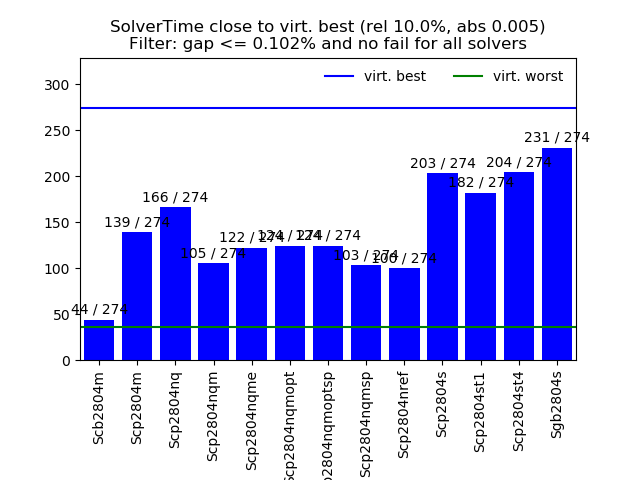 SolverTime close to virt. best (rel 10.0%, abs 0.005)
Filter: gap <= 0.102% and no fail for all solvers
virt. best
virt. worst
300
250
200
150
100
50
0
44 / 274
139 / 274
166 / 274
105 / 274
122 / 274
124 / 274
124 / 274
103 / 274
100 / 274
203 / 274
182 / 274
204 / 274
231 / 274
Scb2804m
Scp2804m
Scp2804nq
Scp2804nqm
Scp2804nqme
Scp2804nqmopt
p2804nqmoptsp
Scp2804nqmsp
Scp2804nref
Scp2804s
Scp2804st1
Scp2804st4
Sgb2804s